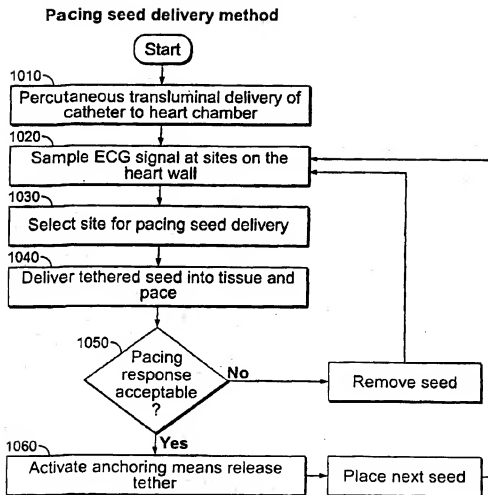 Pacing seed delivery method
Start
1010
Percutaneous transluminal delivery of
catheter to heart chamber
1020
Sample ECG signal at sites on the
heart wall
1030
Select site for pacing seed delivery
1040
Deliver tethered seed into tissue and
pace
1050
Pacing
response
acceptable
?
No
Remove seed
Yes
1060
Activate anchoring means release
tether
Place next seed